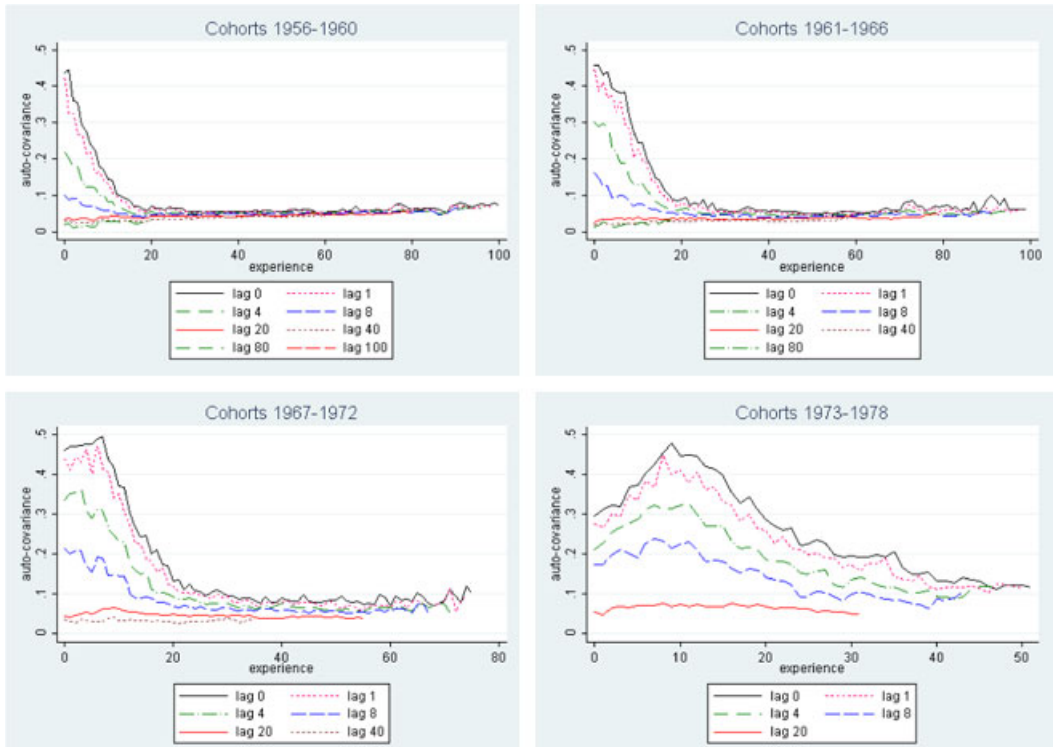 Cohorts 1956-1960
auto-covariance
0 .1 .2 .3 .4 .5
0 20 40 60 80 100
experience
lag 0 lag 1
lag 4 lag 8
lag 20 lag 40
lag 80 lag 100
Cohorts 1961-1966
auto-covariance
0 .1 .2 .3 .4 .5
0 20 40 60 80 100
experience
lag 0 lag 1
lag 4 lag 8
lag 20 lag 40
lag 80
Cohorts 1967-1972
auto-covariance
0 .1 .2 .3 .4 .5
0 20 40 60 80
experience
lag 0 lag 1
lag 4 lag 8
lag 20 lag 40
Cohorts 1973-1978
auto-covariance
0 .1 .2 .3 .4 .5
0 10 20 30 40 50
experience
lag 0 lag 1
lag 4 lag 8
lag 20